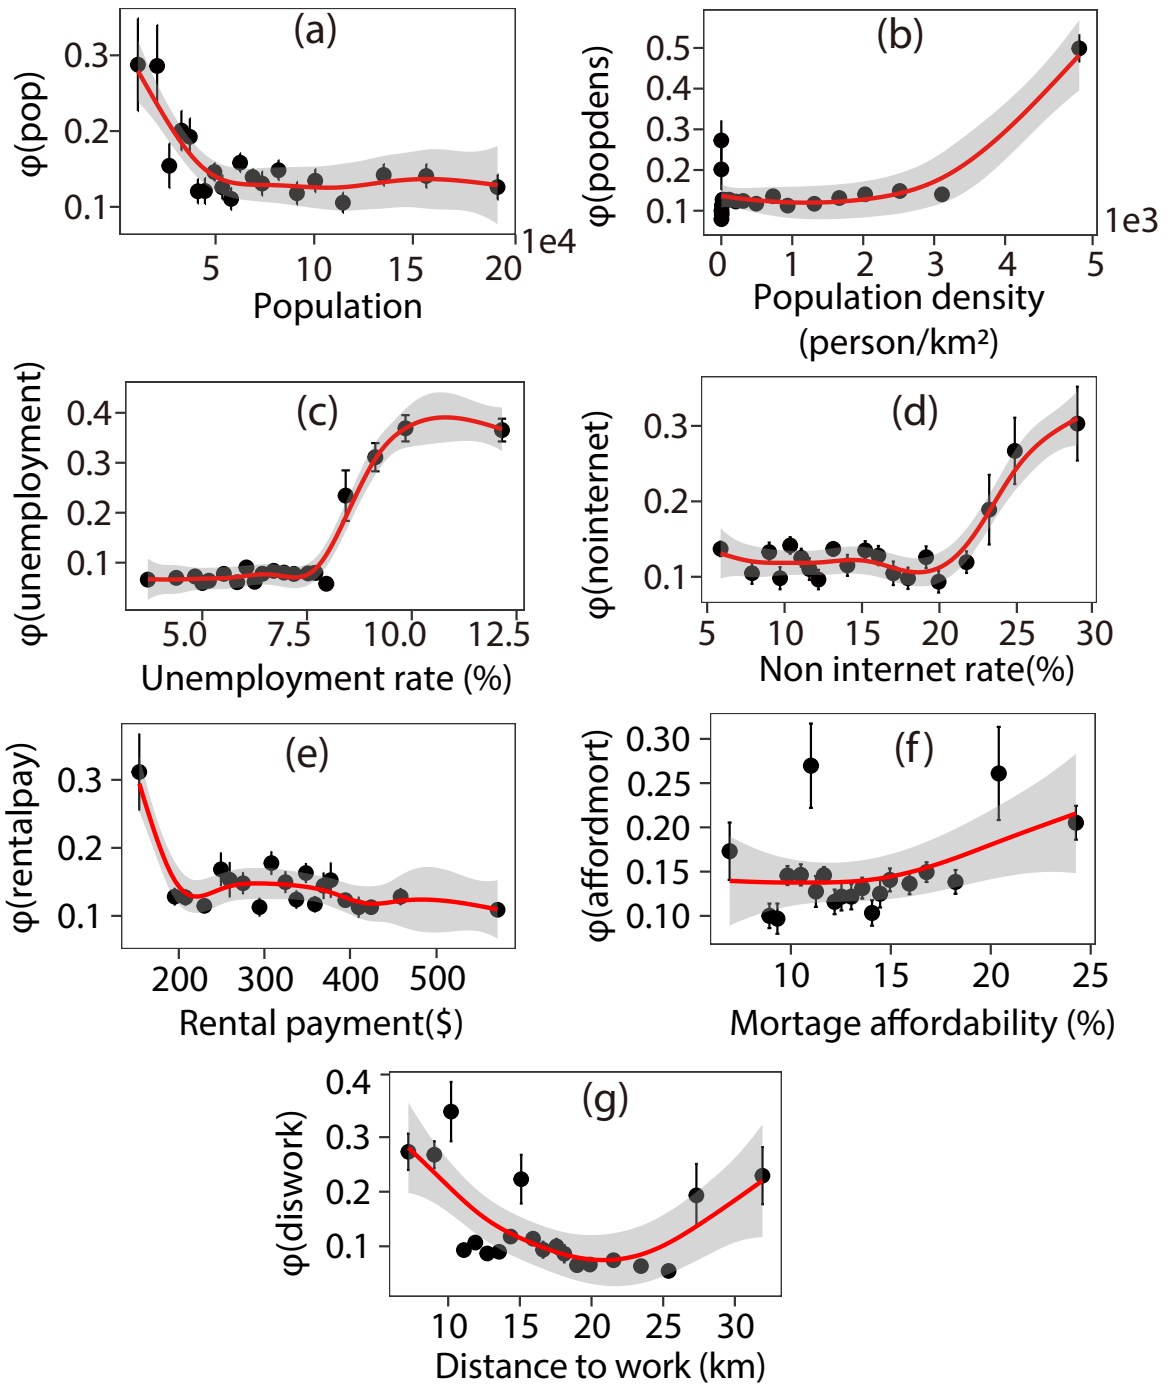 (a)
φ(pop)
0.3
0.2
0.1
5
10
15
20
1e4
Population
(b)
φ(popdens)
0.5
0.4
0.3
0.2
0.1
0
1
2
3
4
5
1e3
Population density
(person/km²)
(c)
φ(unemployment)
0.4
0.3
0.2
0.1
5.0
7.5
10.0
12.5
Unemployment rate (%)
(d)
φ(nointernet)
0.3
0.2
0.1
5
10
15
20
25
30
Non internet rate(%)
(e)
φ(rentalpay)
0.3
0.2
0.1
200
300
400
500
Rental payment($)
(f)
φ(affordmort)
0.30
0.25
0.20
0.15
0.10
10
15
20
25
Mortage affordability (%)
(g)
φ(diswork)
0.4
0.3
0.2
0.1
10
15
20
25
30
Distance to work (km)